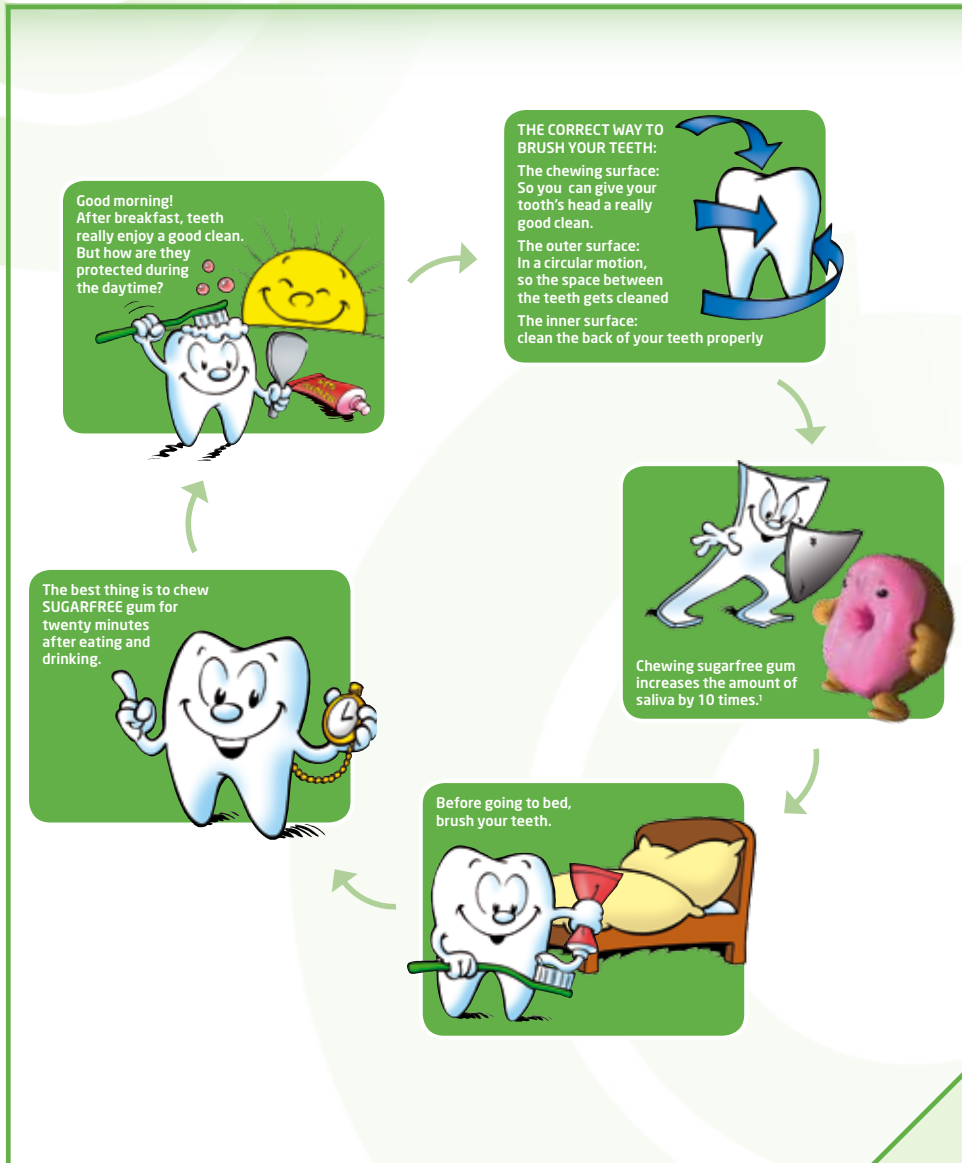 Good morning!
After breakfast, teeth
really enjoy a good clean.
But how are they
protected during
the daytime?
THE CORRECT WAY TO
BRUSH YOUR TEETH:
The chewing surface:
So you can give your
tooth's head a really
good clean.
The outer surface:
In a circular motion,
so the space between
the teeth gets cleaned
The inner surface:
clean the back of your teeth properly
Chewing sugarfree gum
increases the amount of
saliva by 10 times.¹
Before going to bed,
brush your teeth.
The best thing is to chew
SUGARFREE gum for
twenty minutes
after eating and
drinking.